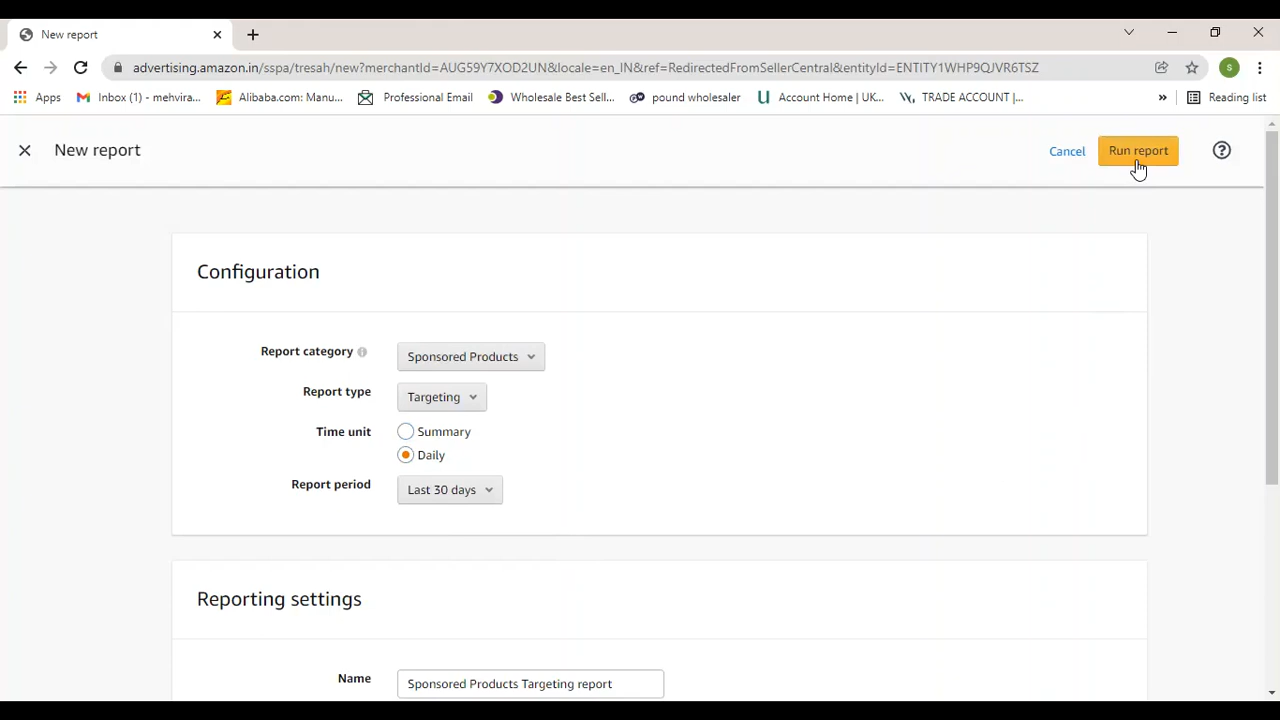 New report
advertising.amazon.in/sspa/tresah/new?merchantId=AUG59Y7XOD2UN&locale=en_IN&ref=RedirectedFromSellerCentral&entityId=ENTITY1WHP9QJVR6TSZ
S
Apps Inbox (1) - mehvira... Alibaba.com: Manu... Professional Email Wholesale Best Sell... pound wholesaler Account Home | UK... TRADE ACCOUNT |... » Reading list
New report Cancel Run report ?
Configuration
Report category Sponsored Products
Report type Targeting
Time unit Summary
Daily
Report period Last 30 days
Reporting settings
Name Sponsored Products Targeting report